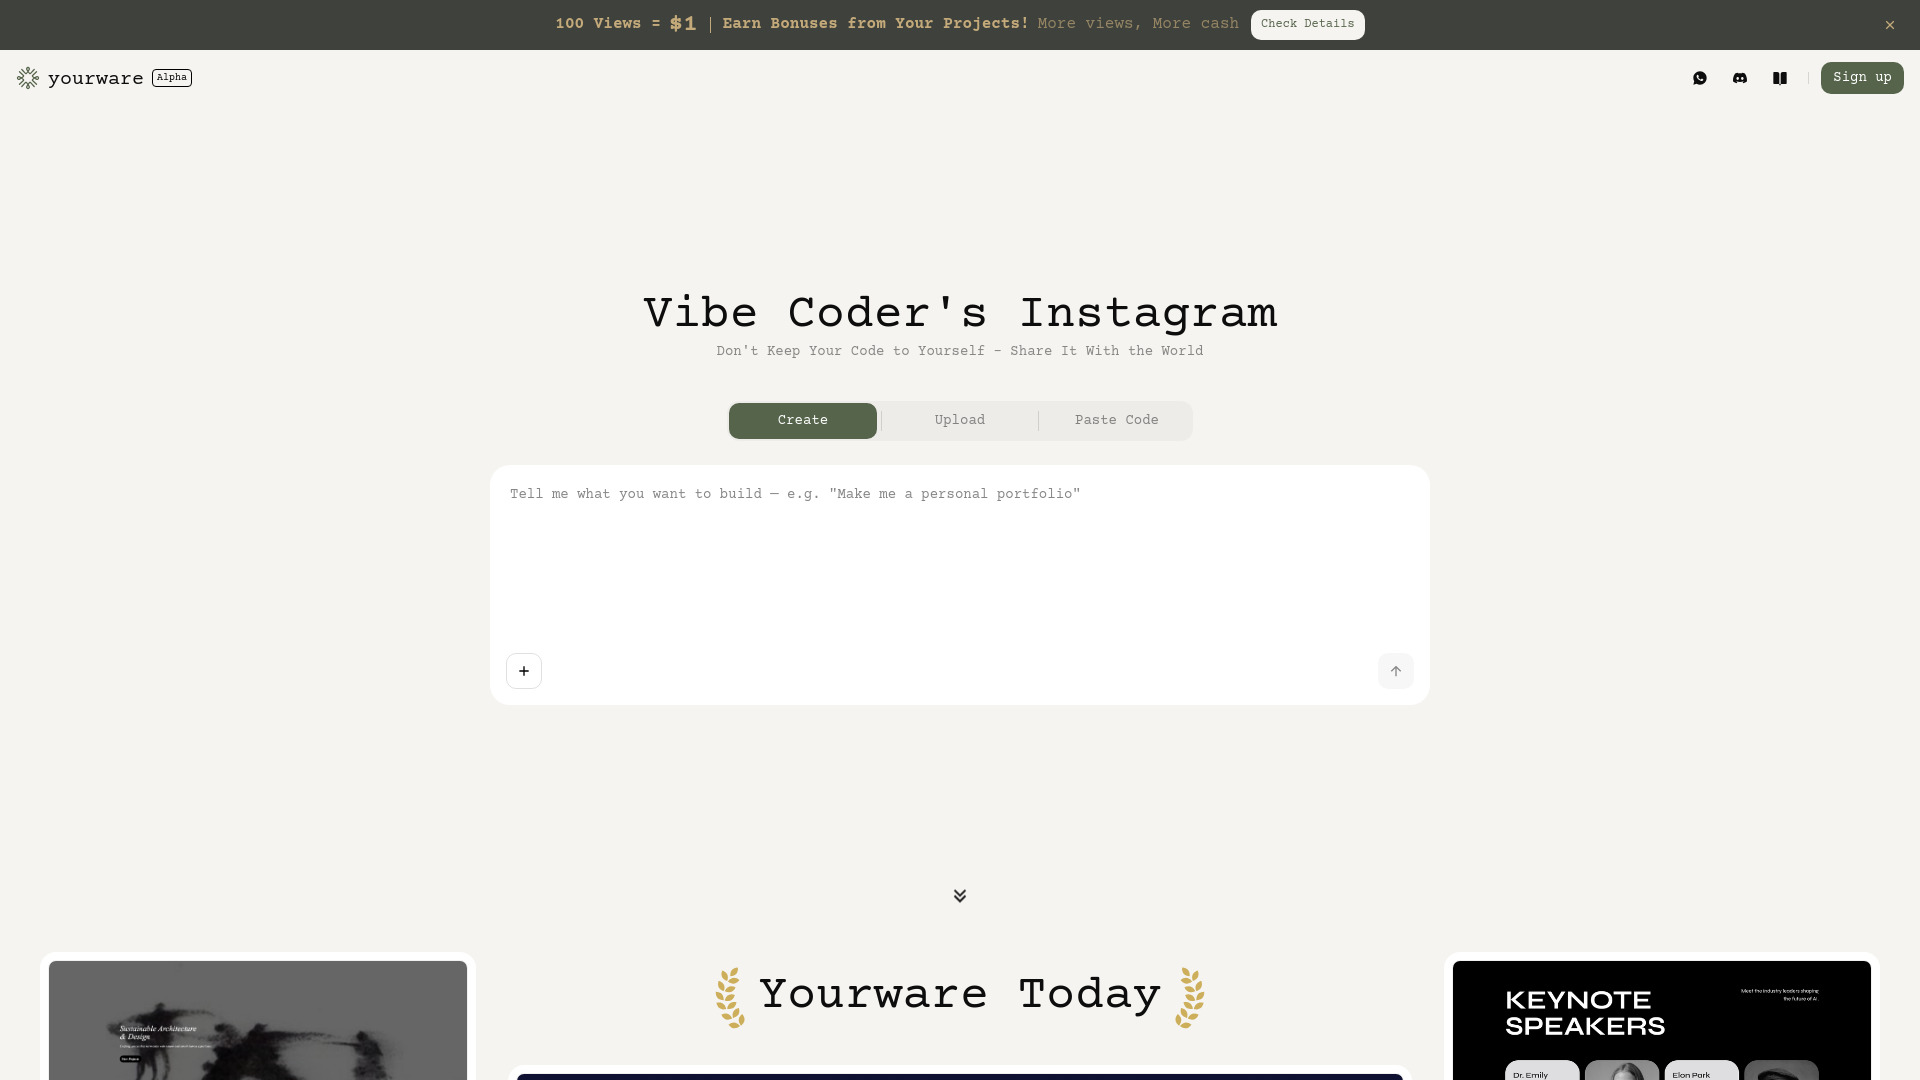 100 Views = $1 | Earn Bonuses from Your Projects! More views, More cash Check Details
yourware Alpha
Sign up
Vibe Coder's Instagram
Don't Keep Your Code to Yourself – Share It With the World
Create Upload Paste Code
Tell me what you want to build — e.g. "Make me a personal portfolio"
Yourware Today
Sustainable Architecture
& Design
KEYNOTE
SPEAKERS
Meet the industry leaders shaping
the future of AI.
Dr. Emily
Elon Park